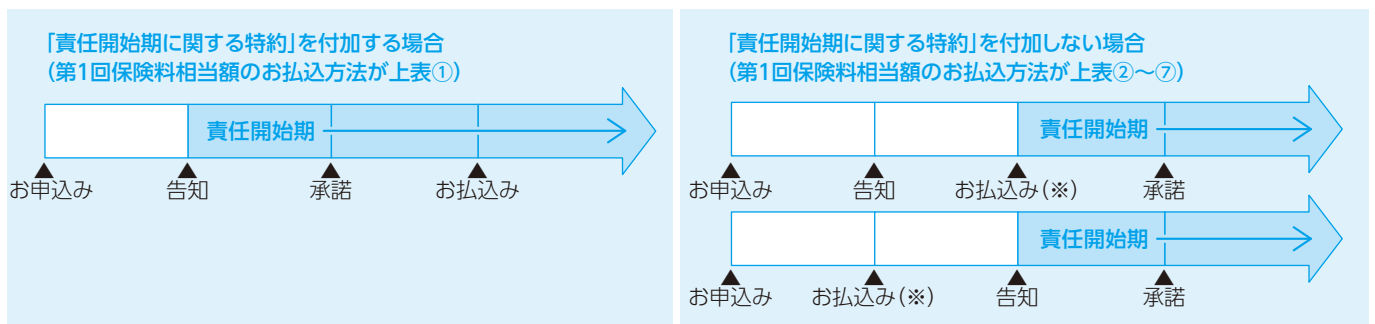 「責任開始期に関する特約」を付加する場合
（第1回保険料相当額のお払込方法が上表①）
責任開始期
お申込み 告知 承諾 お払込み
「責任開始期に関する特約」を付加しない場合
（第1回保険料相当額のお払込方法が上表②～⑦）
責任開始期
お申込み 告知 お払込み（※） 承諾
責任開始期
お申込み お払込み（※） 告知 承諾